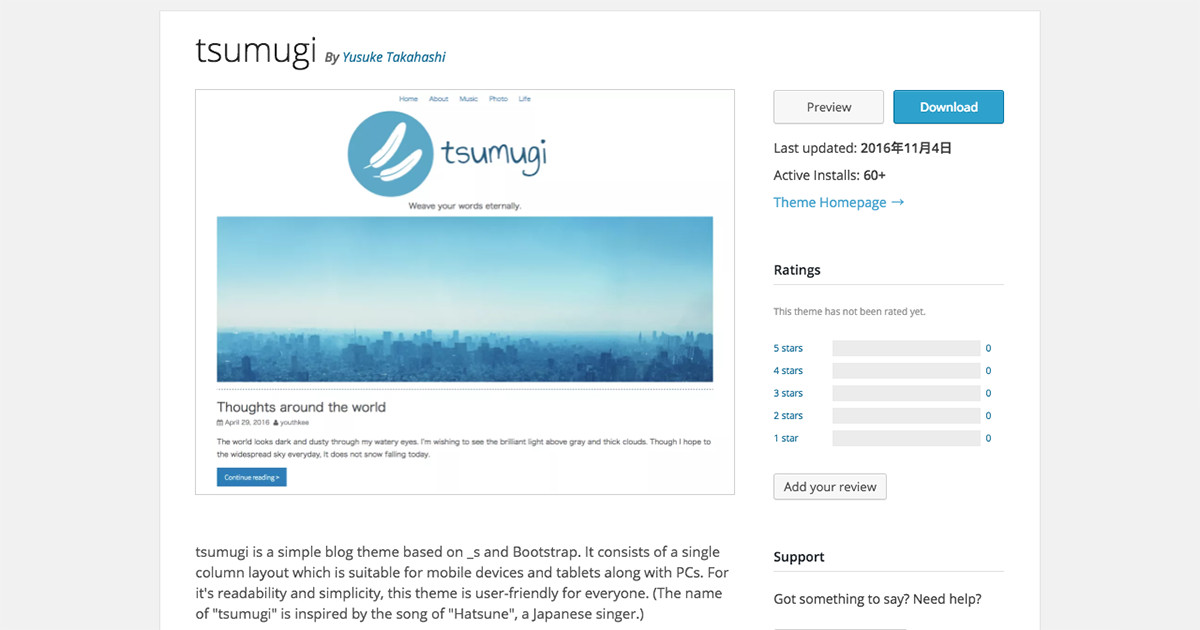 tsumugi By Yusuke Takahashi
Home About Music Photo Life
tsumugi
Weave your words eternally.
Thoughts around the world
April 29, 2016 youthkee
The world looks dark and dusty through my watery eyes. I'm wishing to see the brilliant light above gray and thick clouds. Though I hope to
the widespread sky everyday, it does not snow falling today.
Continue reading >
tsumugi is a simple blog theme based on _s and Bootstrap. It consists of a single
column layout which is suitable for mobile devices and tablets along with PCs. For
it's readability and simplicity, this theme is user-friendly for everyone. (The name
of "tsumugi" is inspired by the song of "Hatsune", a Japanese singer.)
Preview Download
Last updated: 2016年11月4日
Active Installs: 60+
Theme Homepage →
Ratings
This theme has not been rated yet.
5 stars 0
4 stars 0
3 stars 0
2 stars 0
1 star 0
Add your review
Support
Got something to say? Need help?